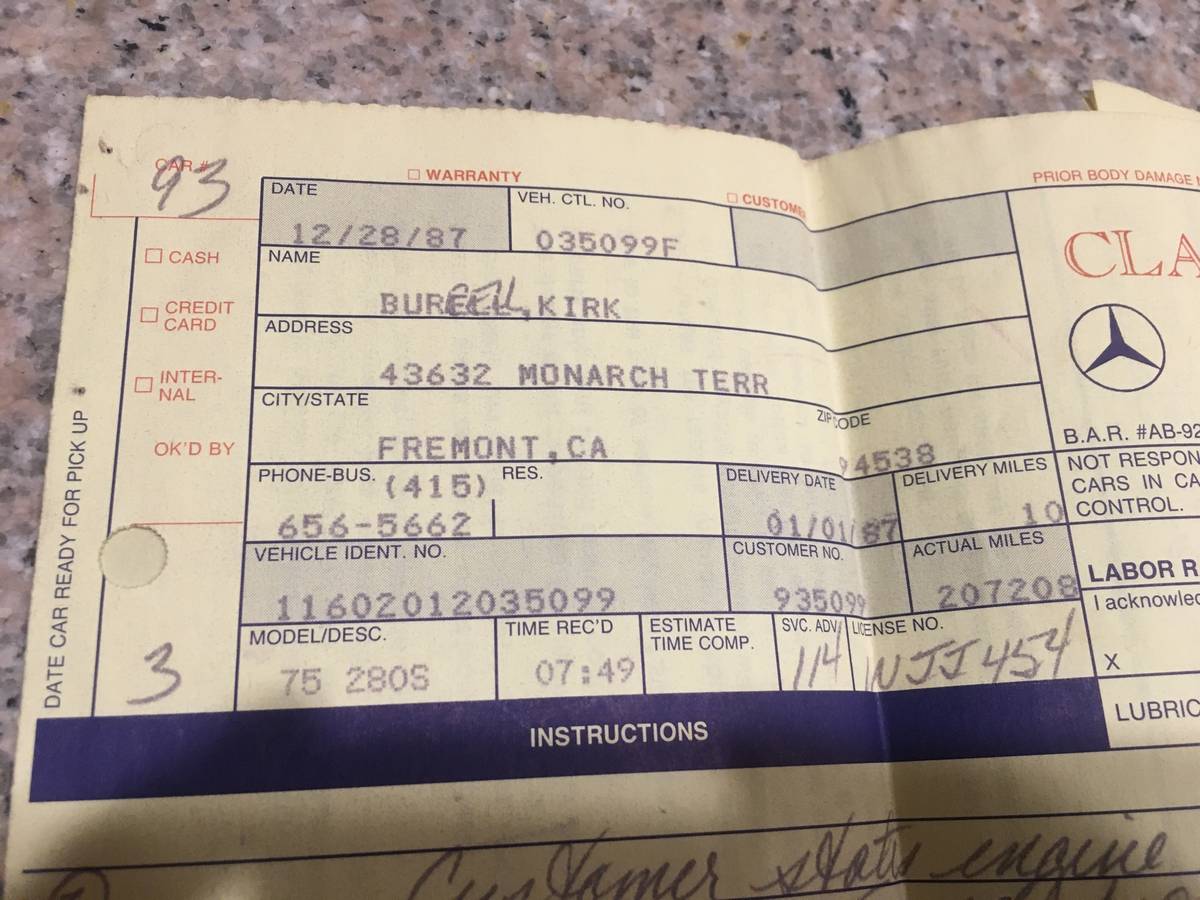 CAR #
93
WARRANTY
CUSTOME
PRIOR BODY DAMAGE
DATE
12/28/87
VEH. CTL. NO.
035099F
CLA
CASH
CREDIT
CARD
INTER-
NAL
OK'D BY
DATE CAR READY FOR PICK UP
3
NAME
KIRK
ADDRESS
43632 MONARCH TERR
CITY/STATE
FREMONT, CA
ZIP CODE
94538
PHONE-BUS.
(415)
656-5662
RES.
DELIVERY DATE
01/01/87
DELIVERY MILES
10
VEHICLE IDENT. NO.
11602012035099
CUSTOMER NO.
935099
ACTUAL MILES
207208
MODEL/DESC.
75 280S
TIME REC'D
07:49
ESTIMATE
TIME COMP.
SVC. ADV.
114
LICENSE NO.
B.A.R. #AB-92
NOT RESPON
CARS IN CA
CONTROL.
LABOR R
I acknowled
X
LUBRIC
INSTRUCTIONS
Customer states engine